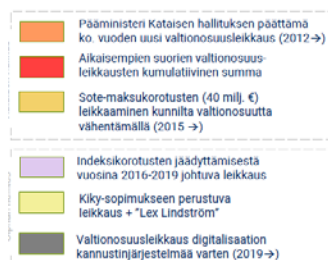 Pääministeri Kataisen hallituksen päättämä
ko. vuoden uusi valtionosuusleikkaus (2012→)
Aikaisempien suorien valtionosuus-
leikkausten kumulatiivinen summa
Sote-maksukorotusten (40 milj. €)
leikkaaminen kunnilta valtionosuutta
vähentämällä (2015 →)
Indeksikorotusten jäädyttämisestä
vuosina 2016-2019 johtuva leikkaus
Kiky-sopimukseen perustuva
leikkaus + "Lex Lindström"
Valtionosuusleikkaus digitalisaation
kannustinjärjestelmää varten (2019→)